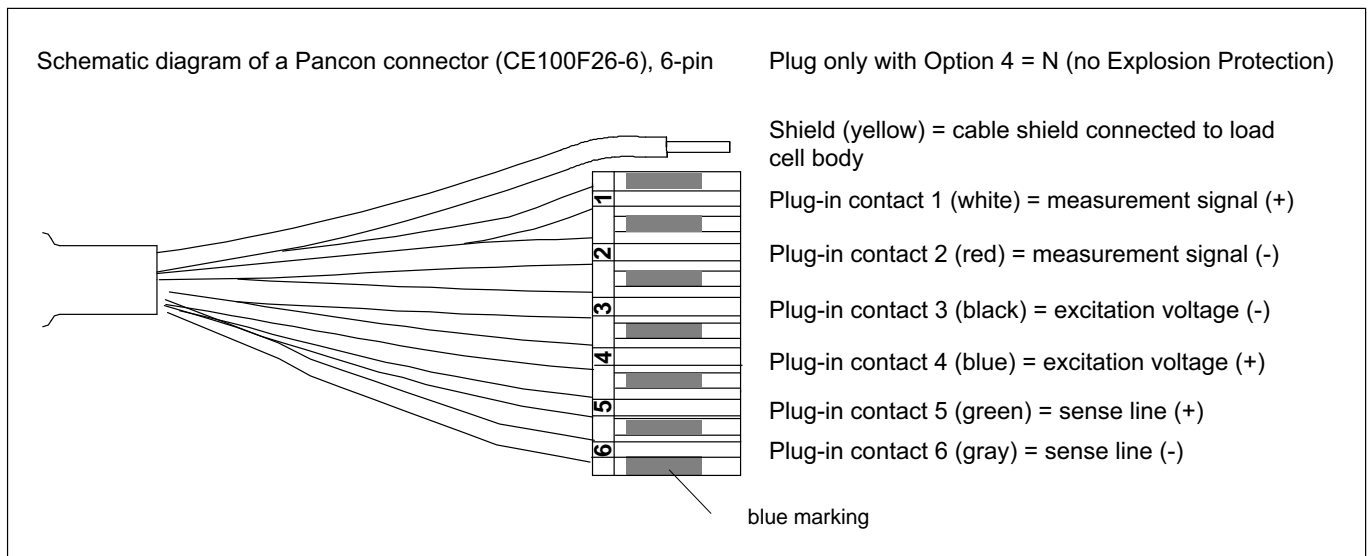 Schematic diagram of a Pancon connector (CE100F26-6), 6-pin
Plug only with Option 4 = N (no Explosion Protection)
Shield (yellow) = cable shield connected to load
cell body
1
Plug-in contact 1 (white) = measurement signal (+)
2
Plug-in contact 2 (red) = measurement signal (-)
3
Plug-in contact 3 (black) = excitation voltage (-)
4
Plug-in contact 4 (blue) = excitation voltage (+)
5
Plug-in contact 5 (green) = sense line (+)
6
Plug-in contact 6 (gray) = sense line (-)
blue marking